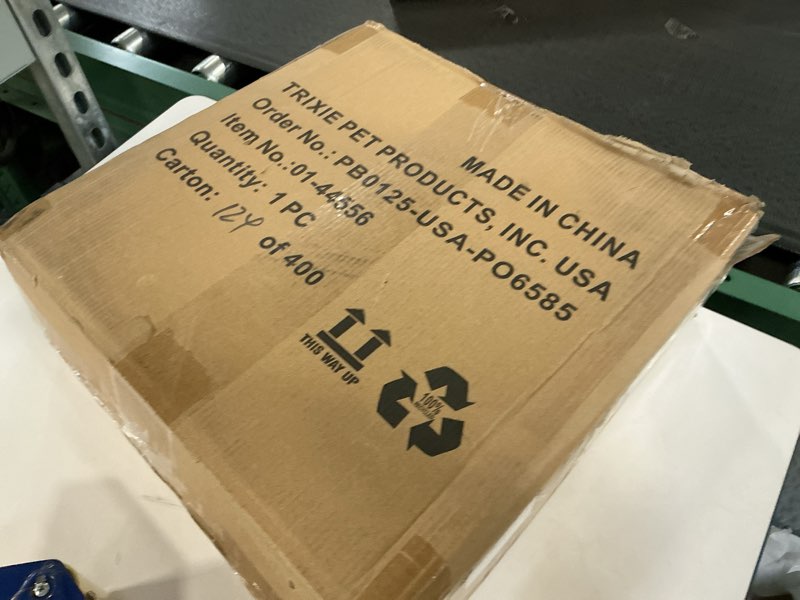 MADE IN CHINA
TRIXIE PET PRODUCTS, INC. USA
Order No.: PB0125-USA-PO6585
Item No.:01-44556
Quantity: 1 PC
Carton: 124 of 400
THIS WAY UP
100%